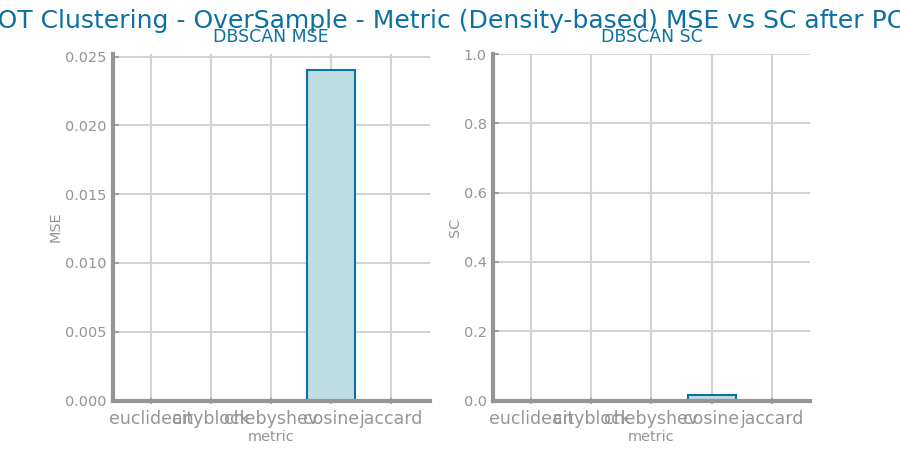 OT Clustering - OverSample - Metric (Density-based) MSE vs SC after PC
DBSCAN MSE
0.025
0.020
0.015
0.010
0.005
0.000
MSE
euclidean cityblock chebyshev cosine jaccard
metric
DBSCAN SC
1.0
0.8
0.6
0.4
0.2
0.0
SC
euclidean cityblock chebyshev cosine jaccard
metric